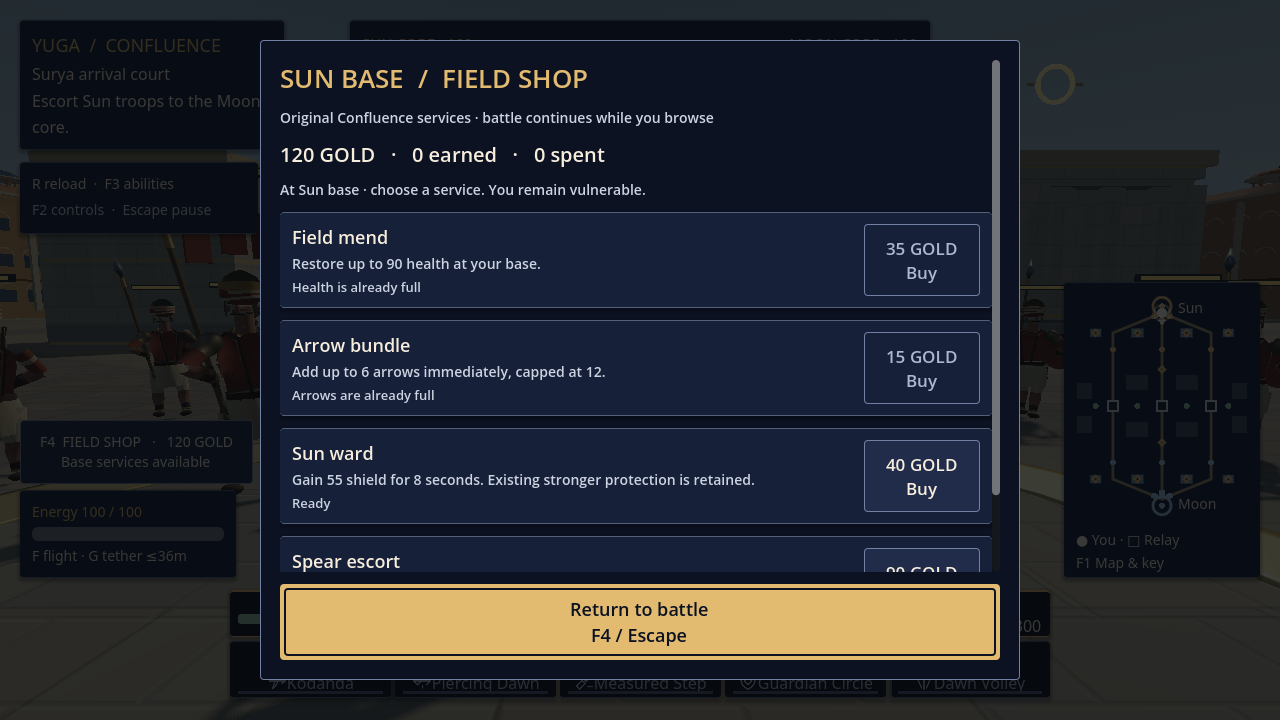 YUGA / CONFLUENCE
Surya arrival court
Escort Sun troops to the Moon
core.
R reload · F3 abilities
F2 controls · Escape pause
SUN BASE / FIELD SHOP
Original Confluence services · battle continues while you browse
120 GOLD · 0 earned · 0 spent
At Sun base · choose a service. You remain vulnerable.
Field mend
Restore up to 90 health at your base.
Health is already full
35 GOLD
Buy
Arrow bundle
Add up to 6 arrows immediately, capped at 12.
Arrows are already full
15 GOLD
Buy
Sun ward
Gain 55 shield for 8 seconds. Existing stronger protection is retained.
Ready
40 GOLD
Buy
Spear escort
90 GOLD
Return to battle
F4 / Escape
F4 FIELD SHOP · 120 GOLD
Base services available
Energy 100 / 100
F flight · G tether ≤36m
Sun
Moon
● You · □ Relay
F1 Map & key
Kodanda
Piercing Dawn
Measured Step
Guardian Circle
Dawn Volley